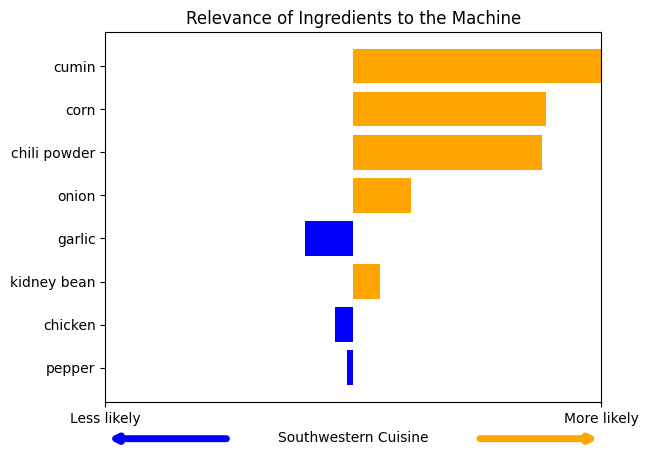 Relevance of Ingredients to the Machine
cumin
corn
chili powder
onion
garlic
kidney bean
chicken
pepper
Less likely
More likely
Southwestern Cuisine